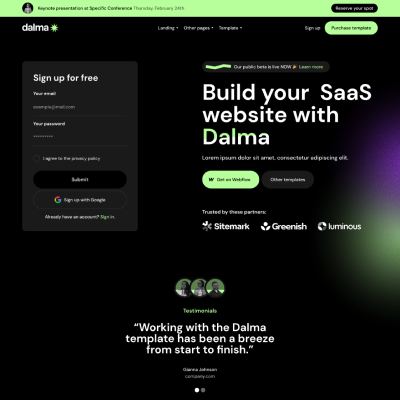 Keynote presentation at Specific Conference Thursday, February 24th
Reserve your spot
dalma
Landing
Other pages
Template
Sign up
Purchase template
Sign up for free
Your email
example@mail.com
Your password
I agree to the privacy policy
Submit
Sign up with Google
Already have an account? Sign in.
Our public beta is live NOW 🎉 Learn more
Build your SaaS
website with
Dalma
Lorem ipsum dolor sit amet, consectetur adipiscing elit.
Get on Webflow
Other templates
Trusted by these partners:
Sitemark
Greenish
luminous
Testimonials
“Working with the Dalma
template has been a breeze
from start to finish.”
Gianna Johnson
company.com